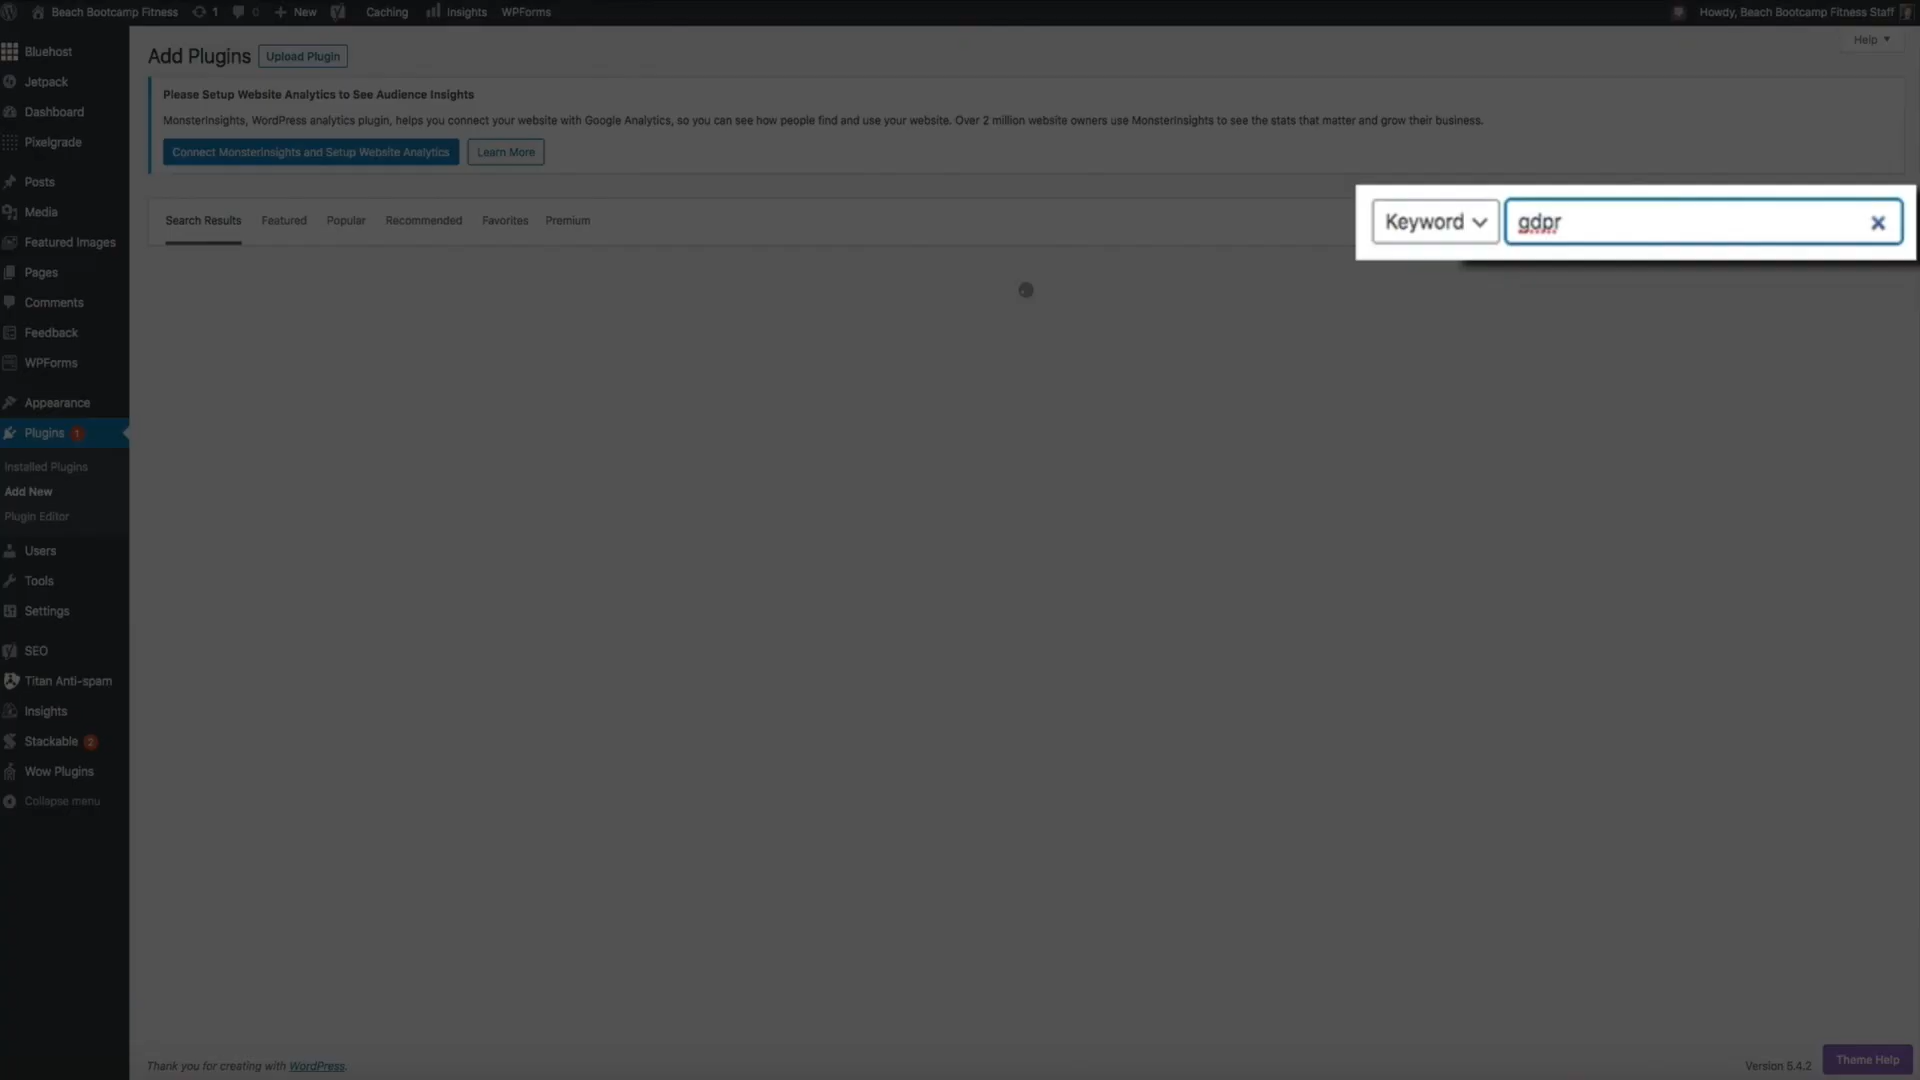 Beach Bootcamp Fitness 1 0 New Caching Insights WPForms Howdy, Beach Bootcamp Fitness Staff
Help
Bluehost
Jetpack
Dashboard
Pixelgrade
Posts
Media
Featured Images
Pages
Comments
Feedback
WPForms
Appearance
Plugins 1
Installed Plugins
Add New
Plugin Editor
Users
Tools
Settings
SEO
Titan Anti-spam
Insights
Stackable 2
Wow Plugins
Collapse menu
Add Plugins Upload Plugin
Please Setup Website Analytics to See Audience Insights
MonsterInsights, WordPress analytics plugin, helps you connect your website with Google Analytics, so you can see how people find and use your website. Over 2 million website owners use MonsterInsights to see the stats that matter and grow their business.
Connect MonsterInsights and Setup Website Analytics Learn More
Search Results Featured Popular Recommended Favorites Premium
Keyword gdpr
Thank you for creating with WordPress.
Version 5.4.2
Theme Help